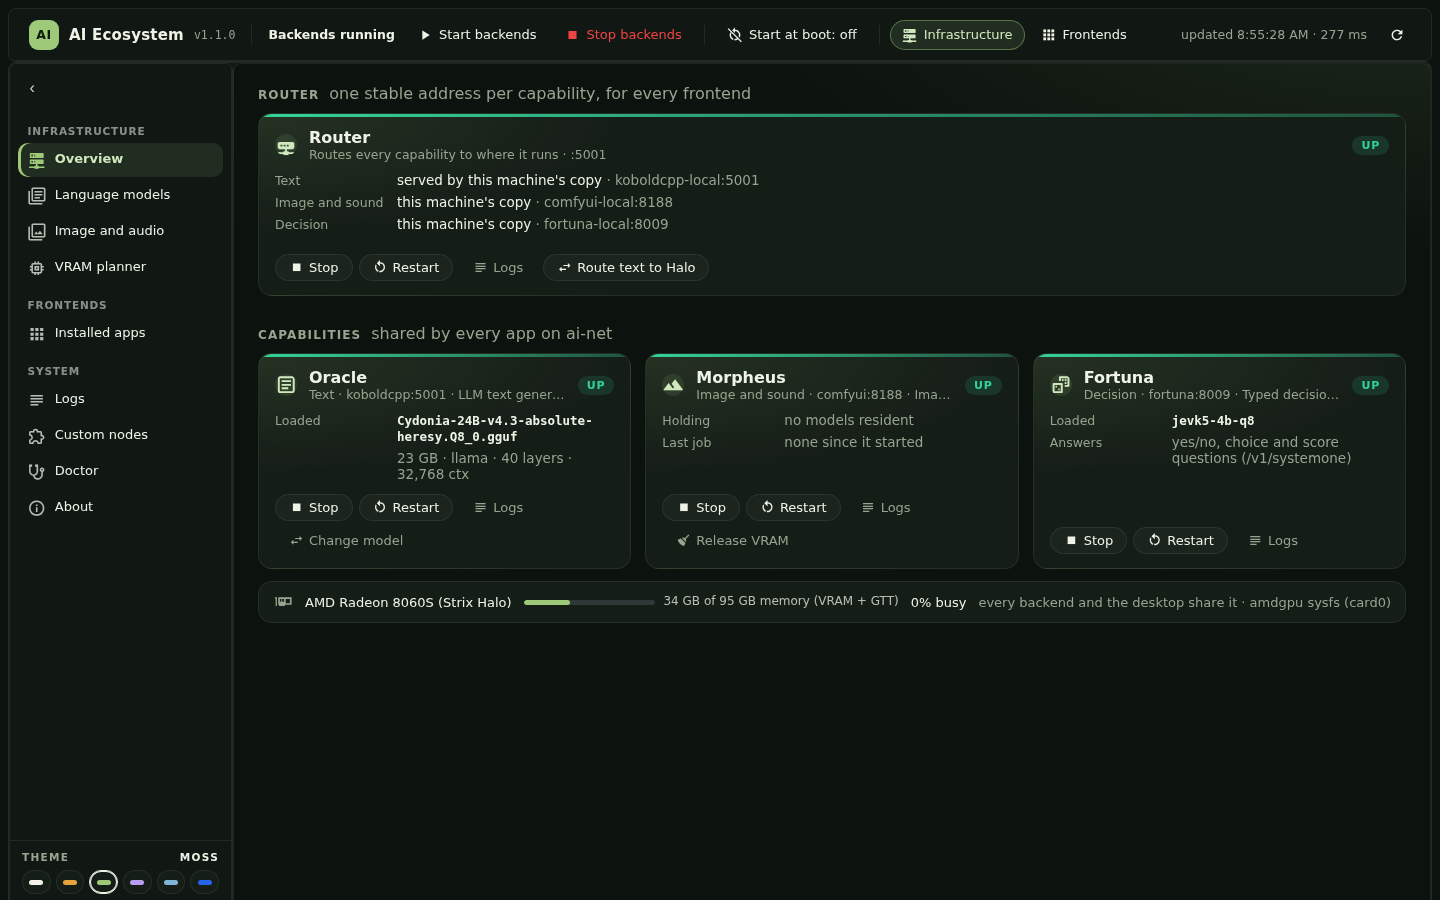 AI AI Ecosystem v1.1.0 Backends running Start backends Stop backends Start at boot: off Infrastructure Frontends updated 8:55:28 AM · 277 ms
‹
INFRASTRUCTURE
Overview
Language models
Image and audio
VRAM planner
FRONTENDS
Installed apps
SYSTEM
Logs
Custom nodes
Doctor
About
THEME MOSS
ROUTER one stable address per capability, for every frontend
Router
Routes every capability to where it runs · :5001
UP
Text served by this machine's copy · koboldcpp-local:5001
Image and sound this machine's copy · comfyui-local:8188
Decision this machine's copy · fortuna-local:8009
Stop Restart Logs Route text to Halo
CAPABILITIES shared by every app on ai-net
Oracle
Text · koboldcpp:5001 · LLM text gener…
UP
Loaded Cydonia-24B-v4.3-absolute-
heresy.Q8_0.gguf
23 GB · llama · 40 layers ·
32,768 ctx
Stop Restart Logs
Change model
Morpheus
Image and sound · comfyui:8188 · Ima…
UP
Holding no models resident
Last job none since it started
Stop Restart Logs
Release VRAM
Fortuna
Decision · fortuna:8009 · Typed decisio…
UP
Loaded jevk5-4b-q8
Answers yes/no, choice and score
questions (/v1/systemone)
Stop Restart Logs
AMD Radeon 8060S (Strix Halo) 34 GB of 95 GB memory (VRAM + GTT) 0% busy every backend and the desktop share it · amdgpu sysfs (card0)